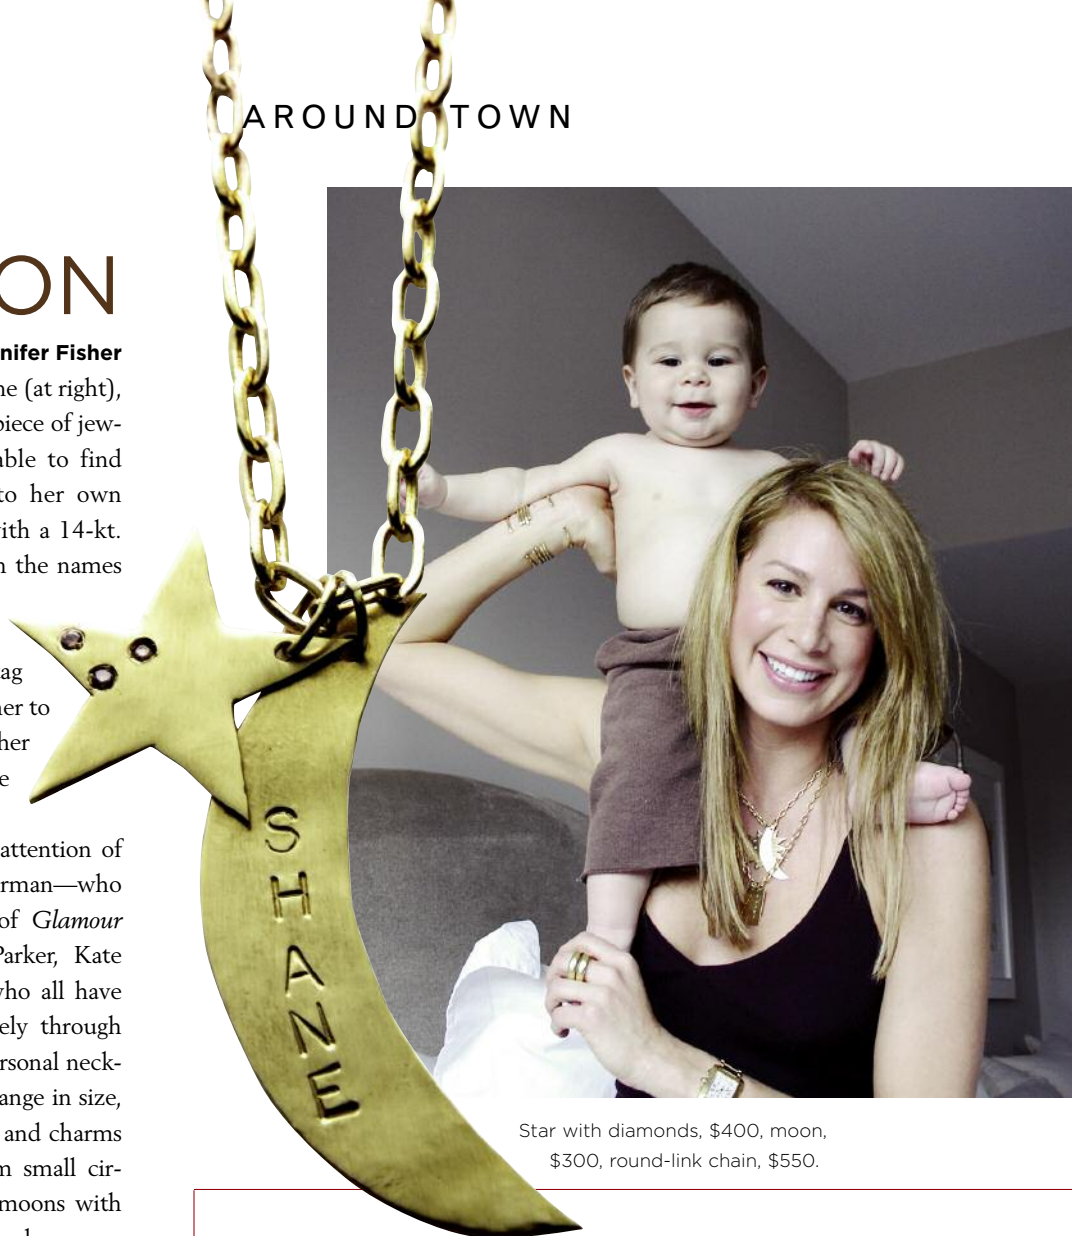 AROUND TOWN
ON
nifer Fisher
ne (at right),
piece of jew-
able to find
to her own
ith a 14-kt.
n the names
ag
er to
her
e
attention of
rman—who
of Glamour
Parker, Kate
who all have
ely through
rsonal neck-
ange in size,
and charms
m small cir-
moons with
SHANE
Star with diamonds, $400, moon,
$300, round-link chain, $550.